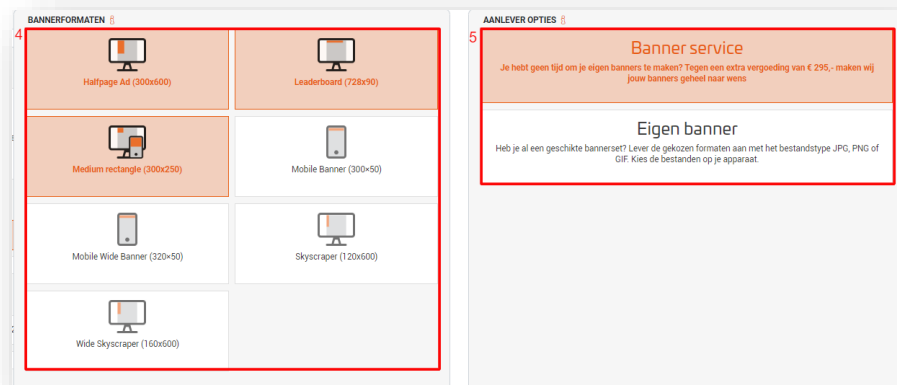 BANNERFORMATEN
4
Halfpage Ad (300x600)
Leaderboard (728x90)
Medium rectangle (300x250)
Mobile Banner (300×50)
Mobile Wide Banner (320×50)
Skyscraper (120x600)
Wide Skyscraper (160x600)
AANLEVER OPTIES
5
Banner service
Je hebt geen tijd om je eigen banners te maken? Tegen een extra vergoeding van € 295,- maken wij
jouw banners geheel naar wens
Eigen banner
Heb je al een geschikte bannerset? Lever de gekozen formaten aan met het bestandstype JPG, PNG of
GIF. Kies de bestanden op je apparaat.